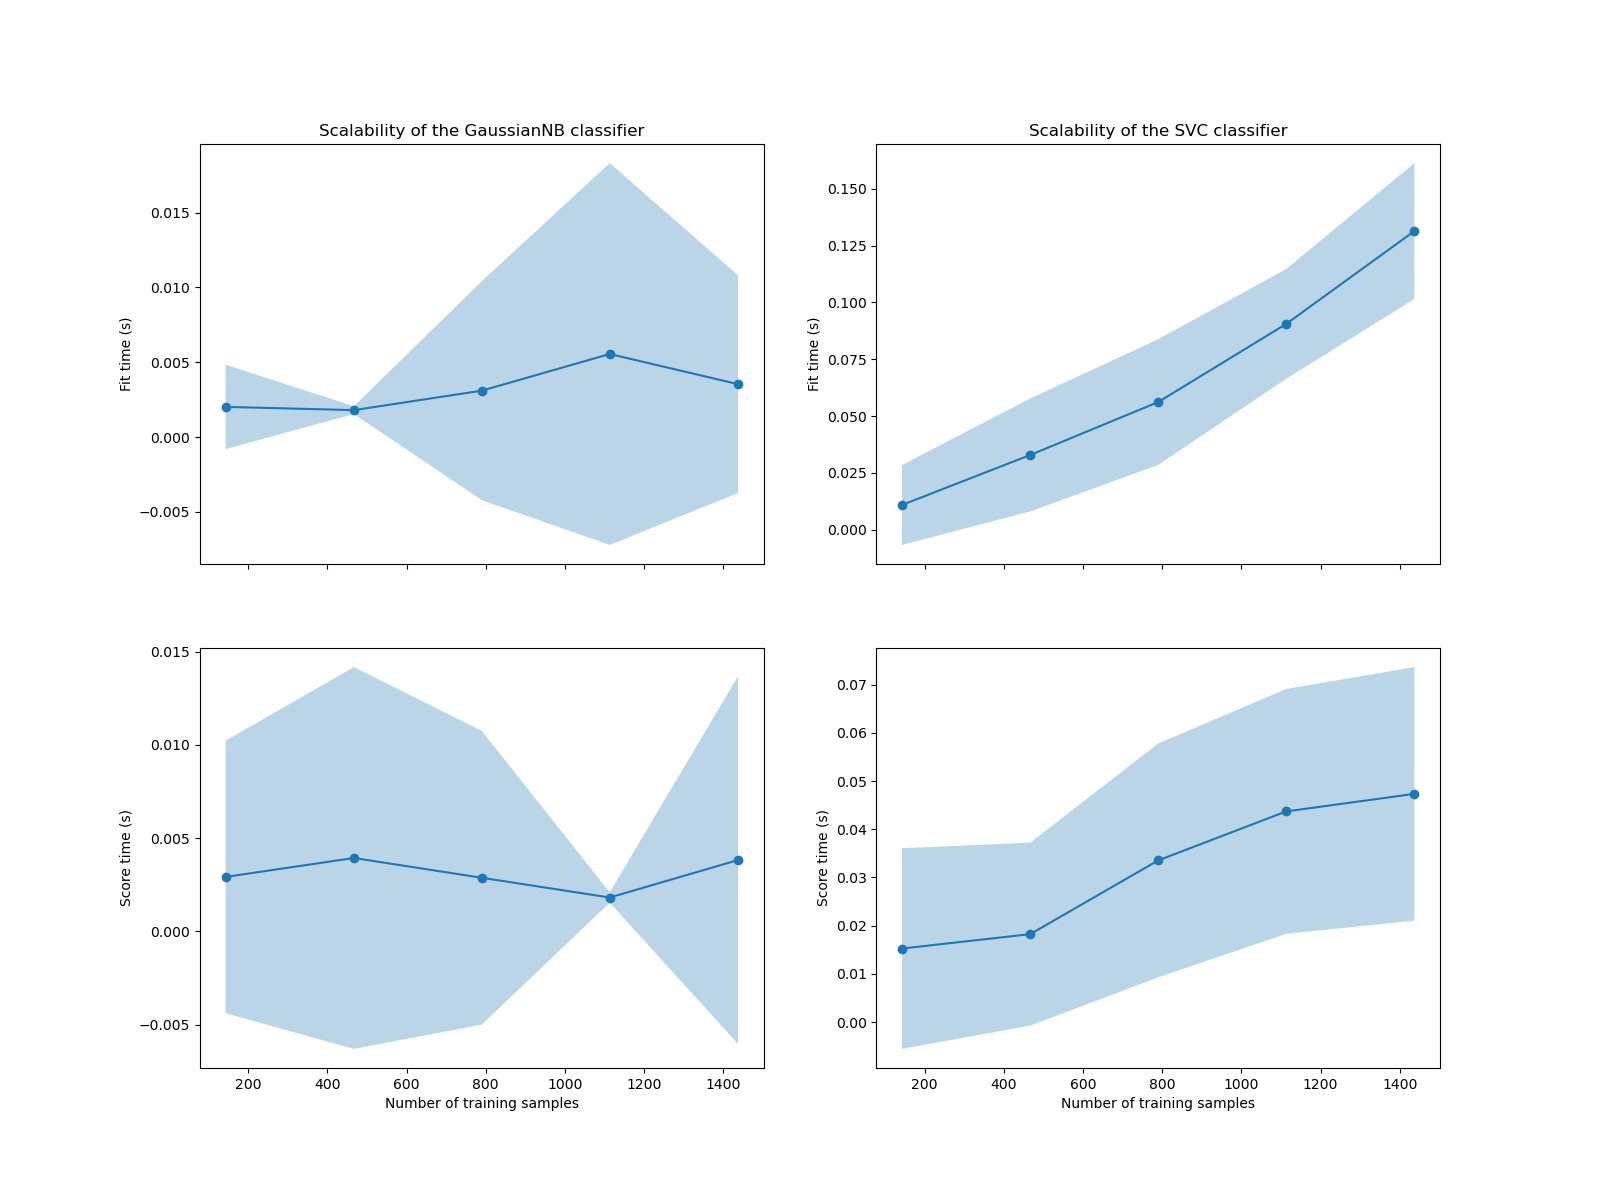 Scalability of the GaussianNB classifier
0.015
0.010
0.005
0.000
−0.005
Fit time (s)
Scalability of the SVC classifier
0.150
0.125
0.100
0.075
0.050
0.025
0.000
Fit time (s)
0.015
0.010
0.005
0.000
−0.005
Score time (s)
200 400 600 800 1000 1200 1400
Number of training samples
0.07
0.06
0.05
0.04
0.03
0.02
0.01
0.00
Score time (s)
200 400 600 800 1000 1200 1400
Number of training samples